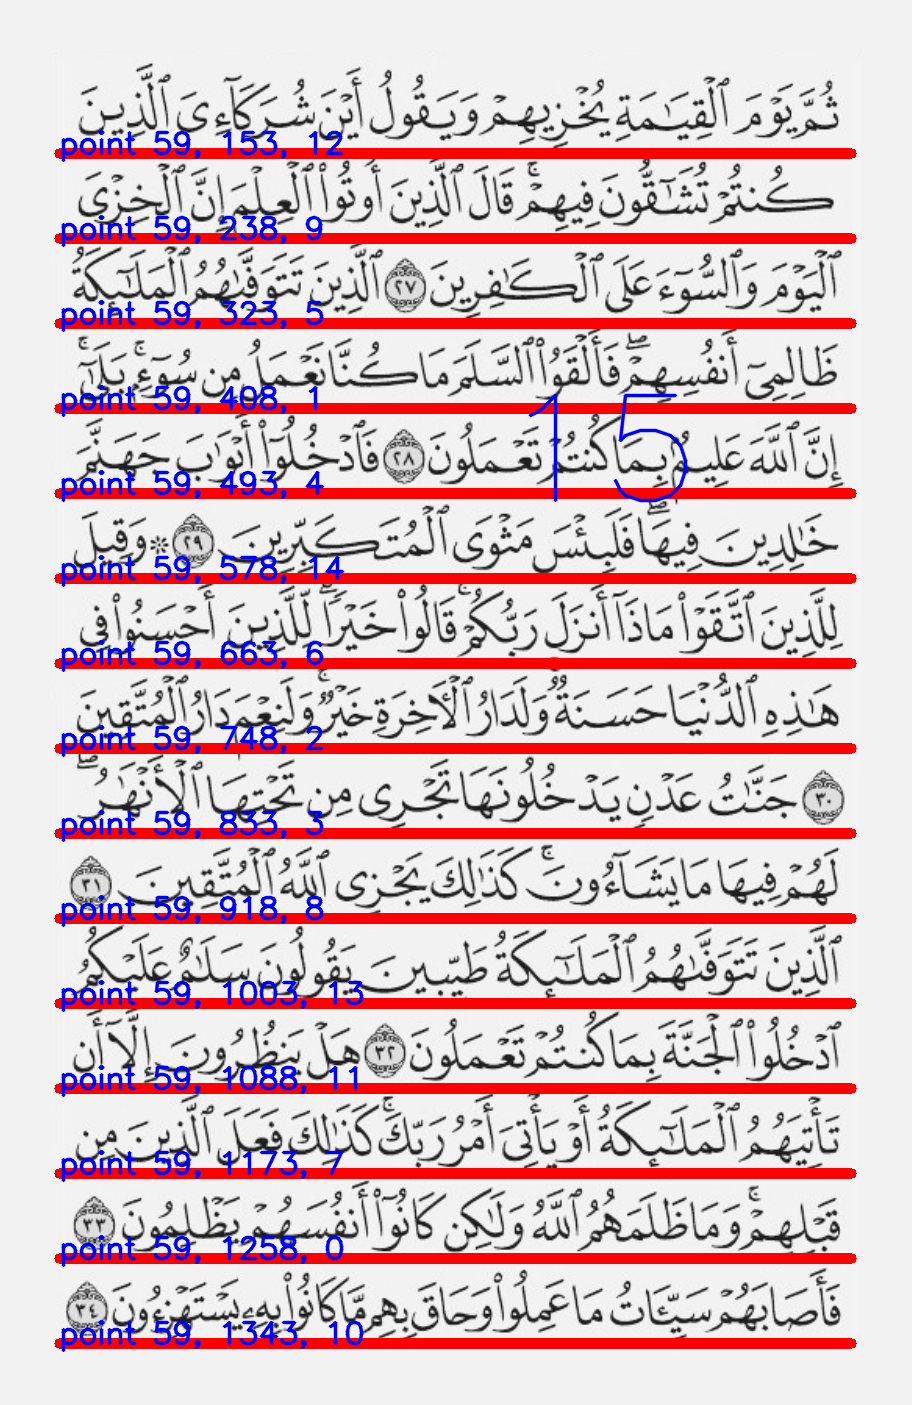 ثُمَّ يَوْمَ ٱلْقِيَـٰمَةِ يُخْزِيهِمْ وَيَقُولُ أَيْنَ شُرَكَآءِىَ ٱلَّذِينَ
point 59, 153, 12
كُنتُمْ تُشَـٰٓقُّونَ فِيهِمْ ۚ قَالَ ٱلَّذِينَ أُوتُوا۟ ٱلْعِلْمَ إِنَّ ٱلْخِزْىَ
point 59, 238, 9
ٱلْيَوْمَ وَٱلسُّوٓءَ عَلَى ٱلْكَـٰفِرِينَ ٢٧ ٱلَّذِينَ تَتَوَفَّىٰهُمُ ٱلْمَلَـٰٓئِكَةُ
point 59, 323, 5
ظَالِمِىٓ أَنفُسِهِمْ ۖ فَأَلْقَوُا۟ ٱلسَّلَمَ مَا كُنَّا نَعْمَلُ مِن سُوٓءٍۭ ۚ بَلَىٰٓ ۚ
point 59, 408, 1
15
إِنَّ ٱللَّهَ عَلِيمٌۢ بِمَا كُنتُمْ تَعْمَلُونَ ٢٨ فَٱدْخُلُوٓا۟ أَبْوَٰبَ جَهَنَّمَ
point 59, 493, 4
خَـٰلِدِينَ فِيهَا ۖ فَلَبِئْسَ مَثْوَى ٱلْمُتَكَبِّرِينَ ٢٩ ۞ وَقِيلَ
point 59, 578, 14
لِلَّذِينَ ٱتَّقَوْا۟ مَاذَآ أَنزَلَ رَبُّكُمْ ۚ قَالُوا۟ خَيْرًا ۗ لِّلَّذِينَ أَحْسَنُوا۟ فِى
point 59, 663, 6
هَـٰذِهِ ٱلدُّنْيَا حَسَنَةٌ ۚ وَلَدَارُ ٱلْـَٔاخِرَةِ خَيْرٌ ۚ وَلَنِعْمَ دَارُ ٱلْمُتَّقِينَ
point 59, 748, 2
٣٠ جَنَّـٰتُ عَدْنٍ يَدْخُلُونَهَا تَجْرِى مِن تَحْتِهَا ٱلْأَنْهَـٰرُ ۖ
point 59, 833, 3
لَهُمْ فِيهَا مَا يَشَآءُونَ ۚ كَذَٰلِكَ يَجْزِى ٱللَّهُ ٱلْمُتَّقِينَ ٣١
point 59, 918, 8
ٱلَّذِينَ تَتَوَفَّىٰهُمُ ٱلْمَلَـٰٓئِكَةُ طَيِّبِينَ ۙ يَقُولُونَ سَلَـٰمٌ عَلَيْكُمُ
point 59, 1003, 13
ٱدْخُلُوا۟ ٱلْجَنَّةَ بِمَا كُنتُمْ تَعْمَلُونَ ٣٢ هَلْ يَنظُرُونَ إِلَّآ أَن
point 59, 1088, 11
تَأْتِيَهُمُ ٱلْمَلَـٰٓئِكَةُ أَوْ يَأْتِىَ أَمْرُ رَبِّكَ ۚ كَذَٰلِكَ فَعَلَ ٱلَّذِينَ مِن
point 59, 1173, 7
قَبْلِهِمْ ۚ وَمَا ظَلَمَهُمُ ٱللَّهُ وَلَـٰكِن كَانُوٓا۟ أَنفُسَهُمْ يَظْلِمُونَ ٣٣
point 59, 1258, 0
فَأَصَابَهُمْ سَيِّـَٔاتُ مَا عَمِلُوا۟ وَحَاقَ بِهِم مَّا كَانُوا۟ بِهِۦ يَسْتَهْزِءُونَ ٣٤
point 59, 1343, 10